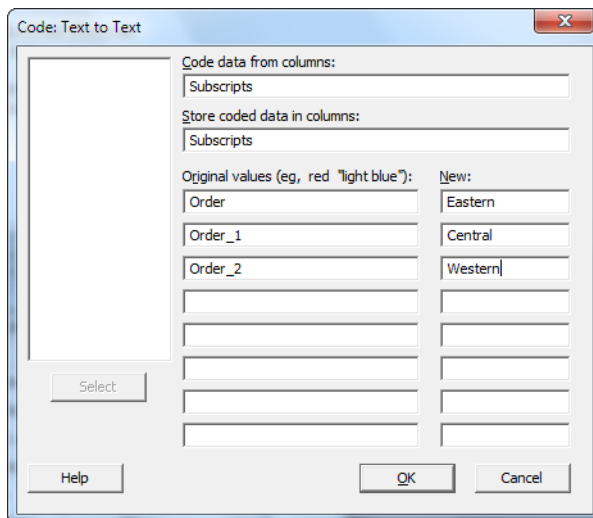 Code: Text to Text
Code data from columns:
Subscripts
Store coded data in columns:
Subscripts
Original values (eg, red "light blue"): New:
Order Eastern
Order_1 Central
Order_2 Western
Select
Help OK Cancel